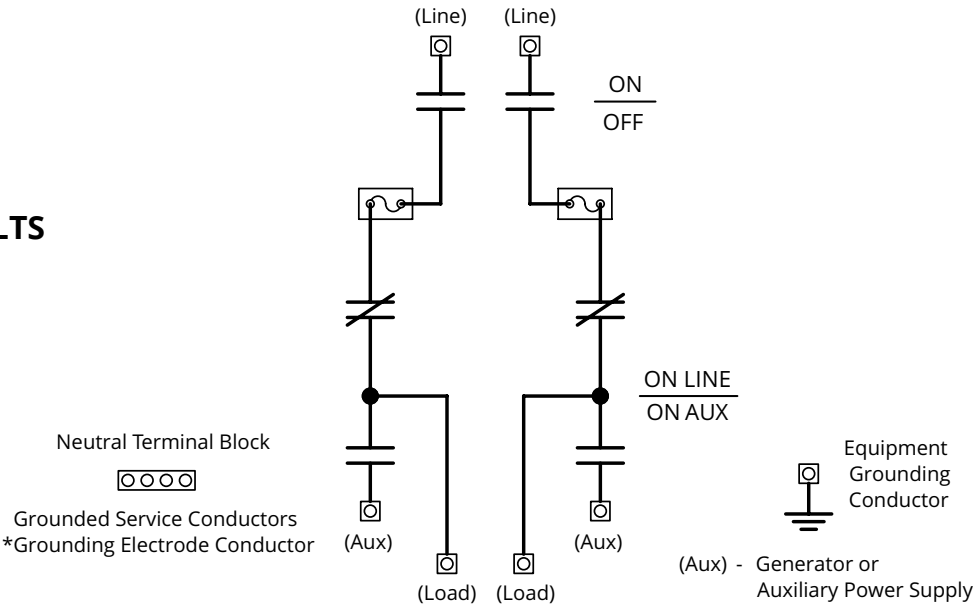 (Line) (Line)
ON
OFF
ON LINE
ON AUX
Neutral Terminal Block
Grounded Service Conductors
*Grounding Electrode Conductor
(Aux) (Aux)
(Load) (Load)
Equipment
Grounding
Conductor
(Aux) - Generator or
Auxiliary Power Supply